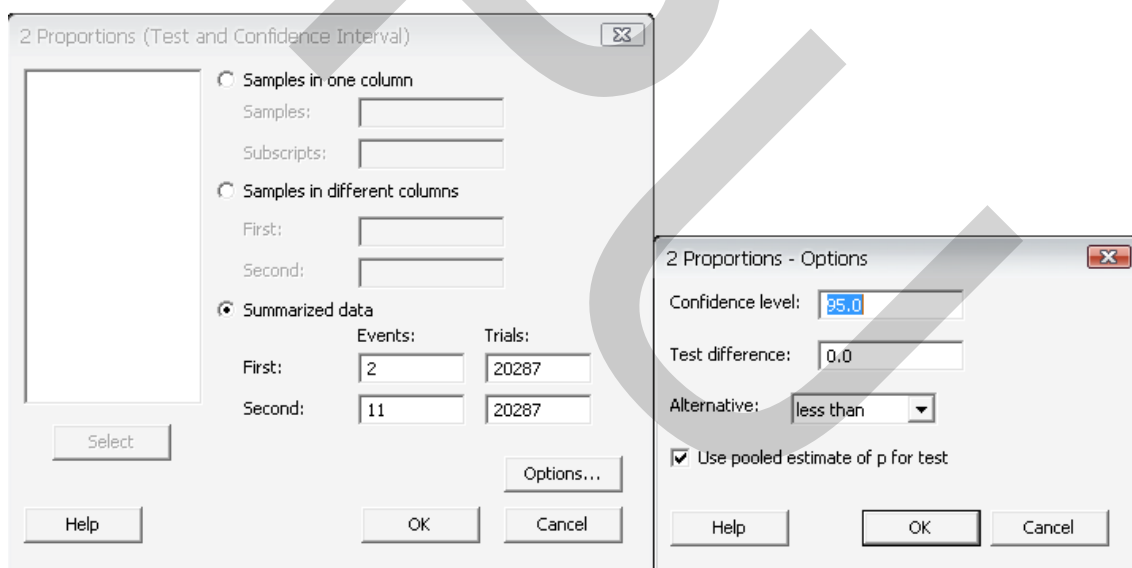 2 Proportions (Test and Confidence Interval)
Samples in one column
Samples:
Subscripts:
Samples in different columns
First:
Second:
Summarized data
Events: Trials:
First: 2 20287
Second: 11 20287
Select
Options...
Help OK Cancel
2 Proportions - Options
Confidence level: 95.0
Test difference: 0.0
Alternative: less than
Use pooled estimate of p for test
Help OK Cancel